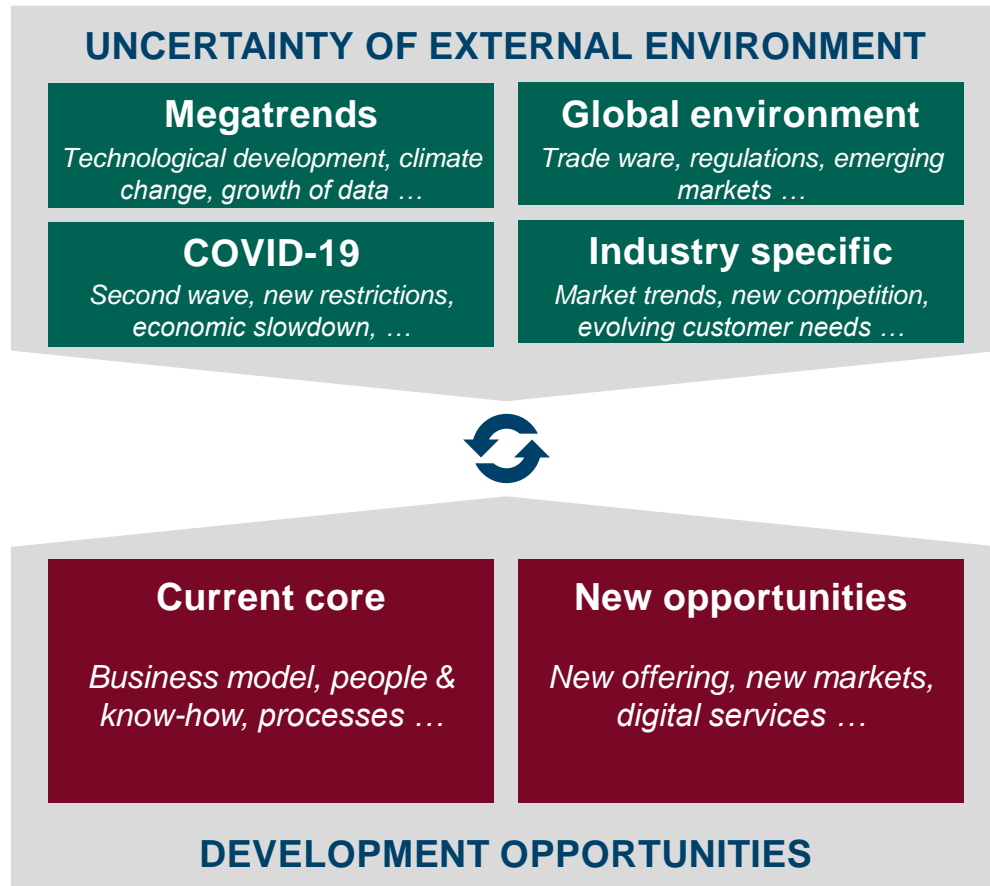 UNCERTAINTY OF EXTERNAL ENVIRONMENT
Megatrends
Technological development, climate
change, growth of data …
Global environment
Trade ware, regulations, emerging
markets …
COVID-19
Second wave, new restrictions,
economic slowdown, …
Industry specific
Market trends, new competition,
evolving customer needs …
Current core
Business model, people &
know-how, processes …
New opportunities
New offering, new markets,
digital services …
DEVELOPMENT OPPORTUNITIES